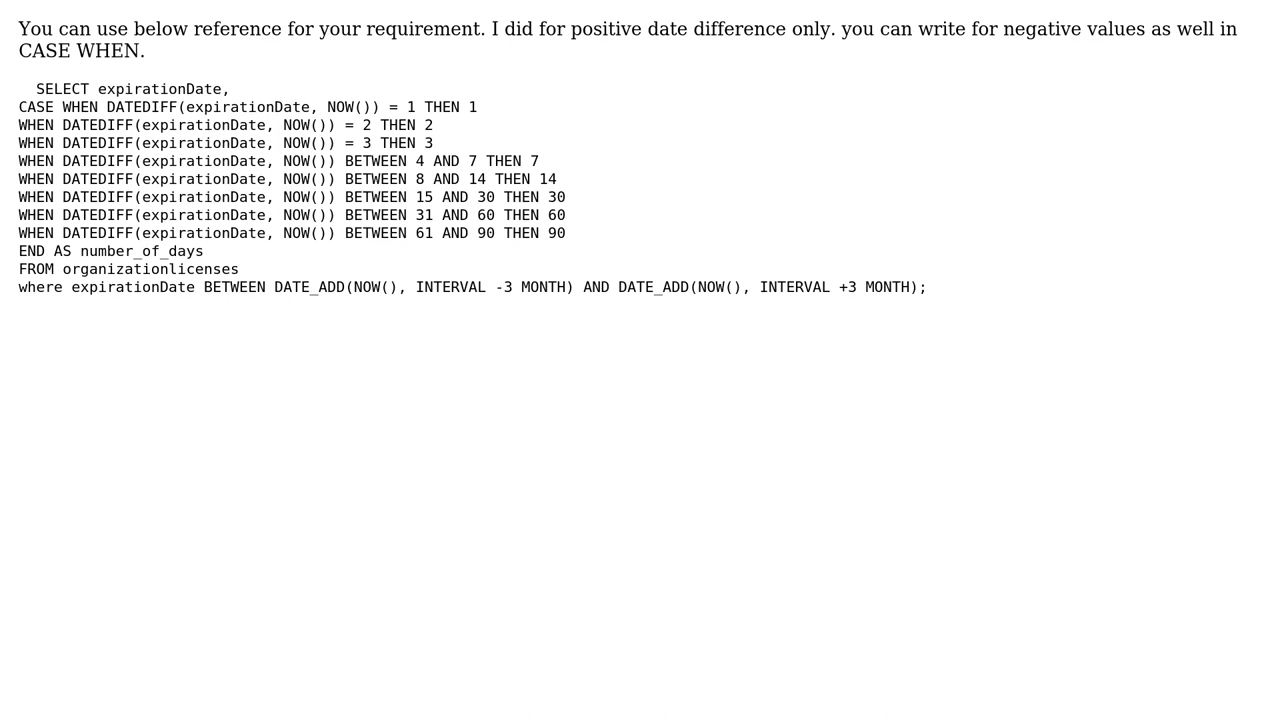 You can use below reference for your requirement. I did for positive date difference only. you can write for negative values as well in
CASE WHEN.
SELECT expirationDate,
CASE WHEN DATEDIFF(expirationDate, NOW()) = 1 THEN 1
WHEN DATEDIFF(expirationDate, NOW()) = 2 THEN 2
WHEN DATEDIFF(expirationDate, NOW()) = 3 THEN 3
WHEN DATEDIFF(expirationDate, NOW()) BETWEEN 4 AND 7 THEN 7
WHEN DATEDIFF(expirationDate, NOW()) BETWEEN 8 AND 14 THEN 14
WHEN DATEDIFF(expirationDate, NOW()) BETWEEN 15 AND 30 THEN 30
WHEN DATEDIFF(expirationDate, NOW()) BETWEEN 31 AND 60 THEN 60
WHEN DATEDIFF(expirationDate, NOW()) BETWEEN 61 AND 90 THEN 90
END AS number_of_days
FROM organizationlicenses
where expirationDate BETWEEN DATE_ADD(NOW(), INTERVAL -3 MONTH) AND DATE_ADD(NOW(), INTERVAL +3 MONTH);